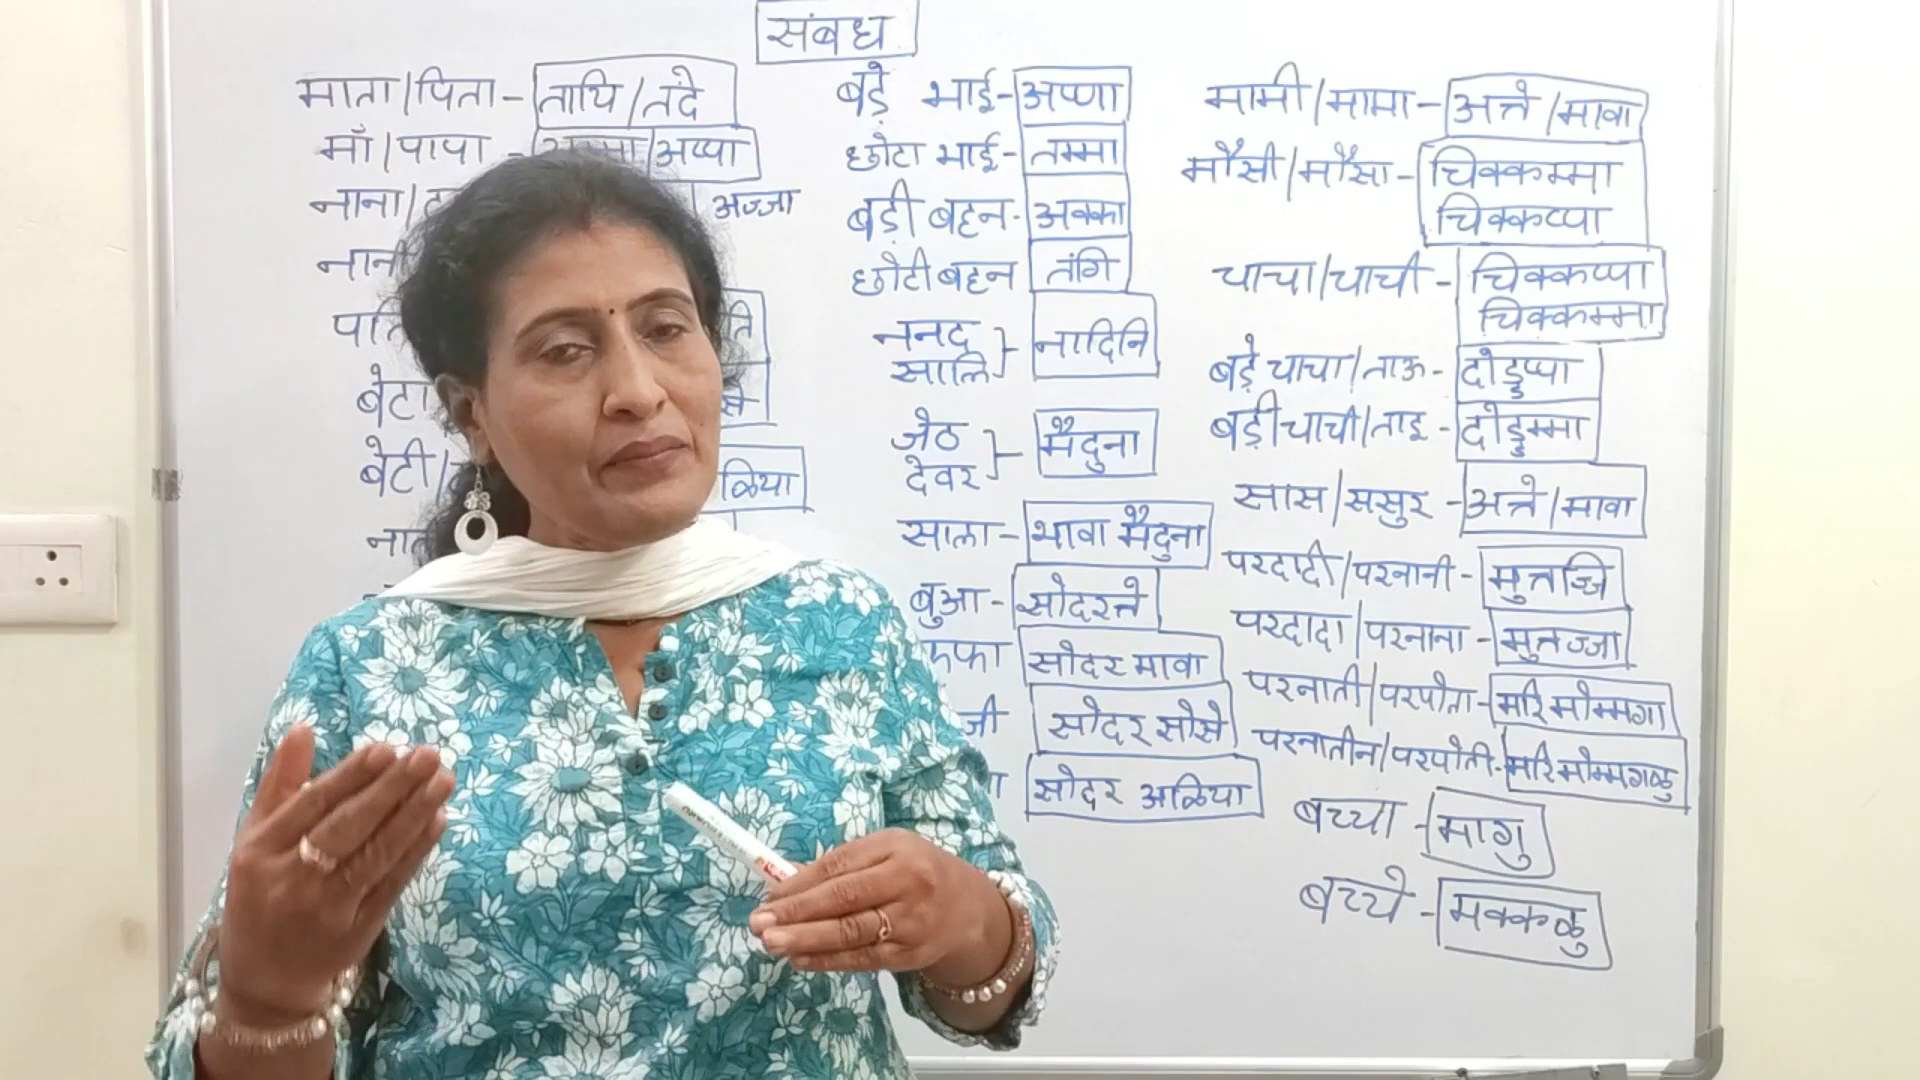 संबध
माता/पिता - तायि/तंदे
माँ/पापा - अप्पा
नाना/ अज्जा
नानी
पति
बेटा
बेटी/ ळिया
बड़े भाई - अण्णा
छोटा भाई - तम्मा
बड़ी बहन - अक्का
छोटी बहन तंगि
ननद
सालि
नादिनि
जेठ
देवर
मैदुना
साला - भावा मैदुना
बुआ - सोदरत्ते
सोदर मावा
जी सोदर सोसे
सोदर अळिया
मामी/मामा - अत्ते/मावा
मौसी/मौसा - चिक्कम्मा
चिक्कप्पा
चाचा/चाची - चिक्कप्पा
चिक्कम्मा
बड़े चाचा/ताऊ - दोड्डप्पा
बड़ी चाची/ताइ - दोड्डम्मा
सास/ससुर - अत्ते/मावा
परदादी/परनानी - मुत्तज्जि
परदादा/परनाना - मुत्तज्जा
परनाती/परपोता - मरिमोम्मगा
परनातीन/परपोती - मरिमोम्मगळु
बच्चा - मागु
बच्चे - मक्कळु